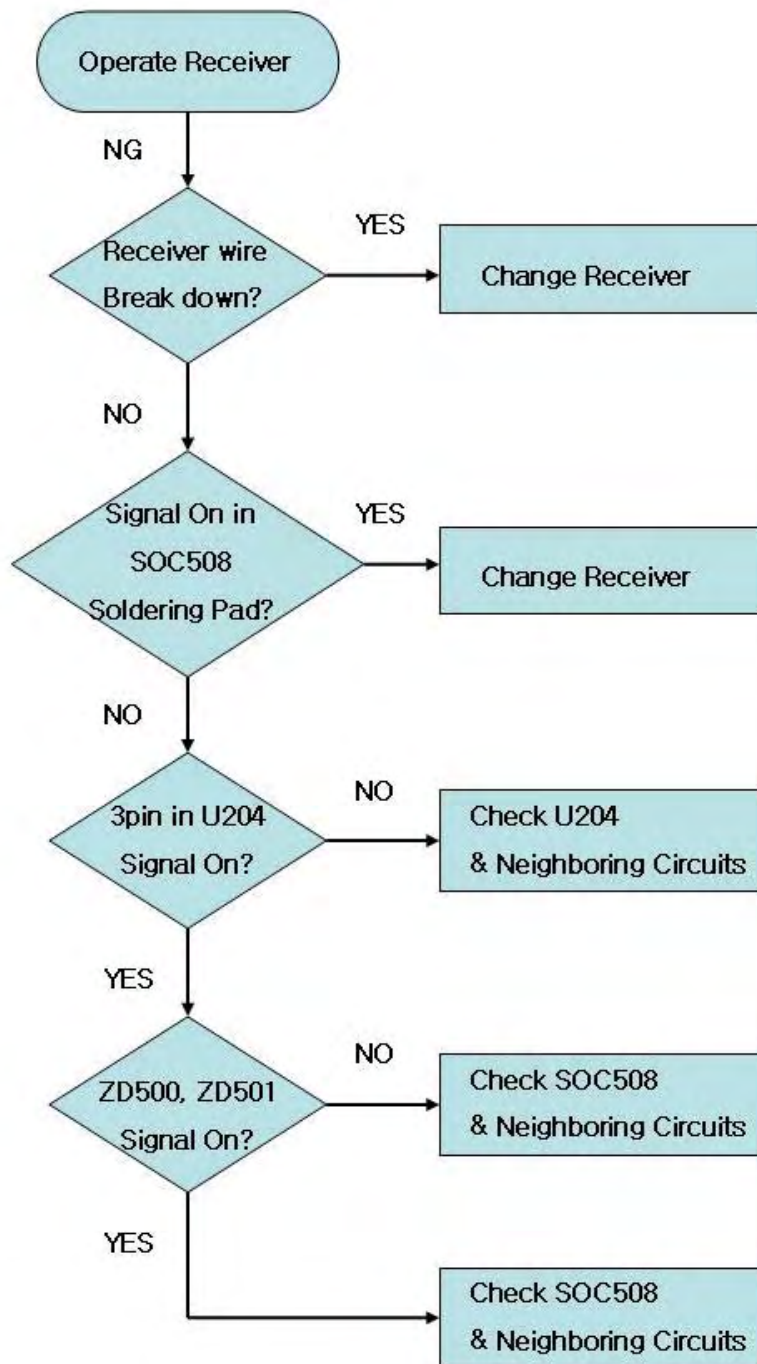 Operate Receiver
NG
Receiver wire
Break down?
YES
Change Receiver
NO
Signal On in
SOC508
Soldering Pad?
YES
Change Receiver
NO
3pin in U204
Signal On?
NO
Check U204
& Neighboring Circuits
YES
ZD500, ZD501
Signal On?
NO
Check SOC508
& Neighboring Circuits
YES
Check SOC508
& Neighboring Circuits